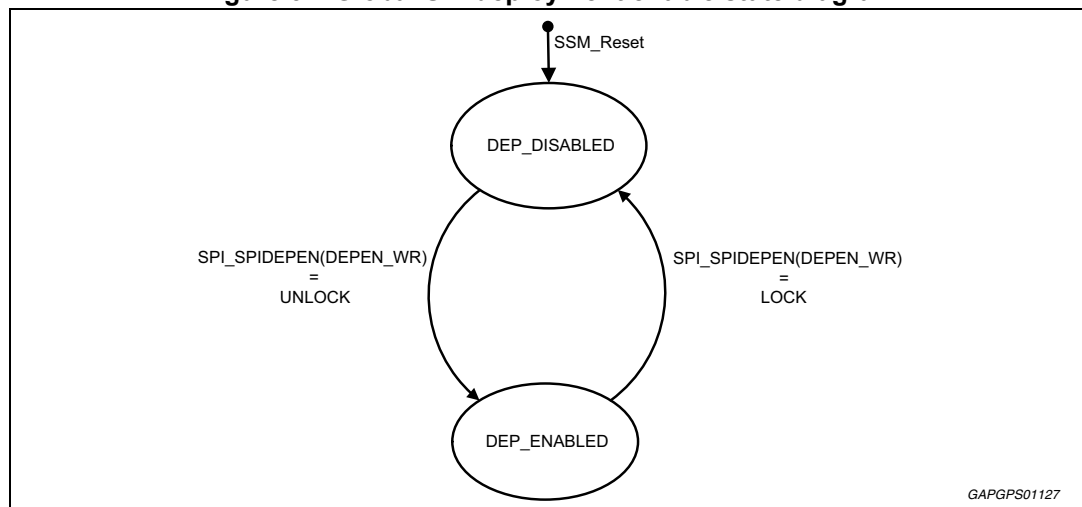 SSM_Reset
DEP_DISABLED
SPI_SPIDEPEN(DEPEN_WR)
=
UNLOCK
SPI_SPIDEPEN(DEPEN_WR)
=
LOCK
DEP_ENABLED
GAPGPS01127